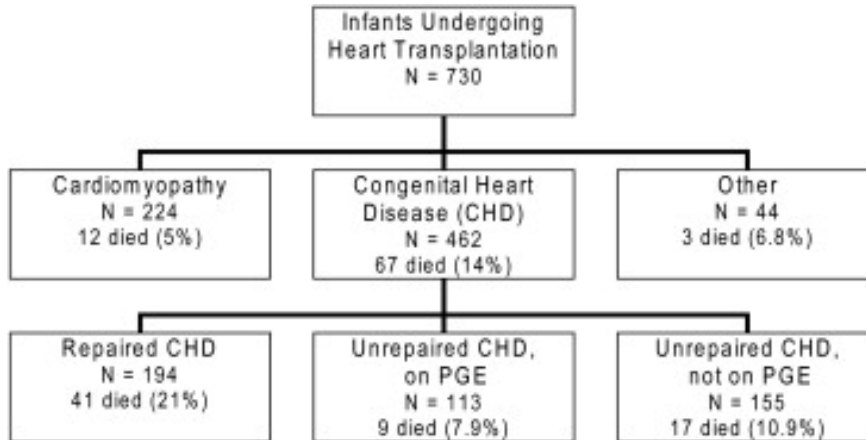 Infants Undergoing
Heart Transplantation
N = 730
Cardiomyopathy
N = 224
12 died (5%)
Congenital Heart
Disease (CHD)
N = 462
67 died (14%)
Other
N = 44
3 died (6.8%)
Repaired CHD
N = 194
41 died (21%)
Unrepaired CHD,
on PGE
N = 113
9 died (7.9%)
Unrepaired CHD,
not on PGE
N = 155
17 died (10.9%)